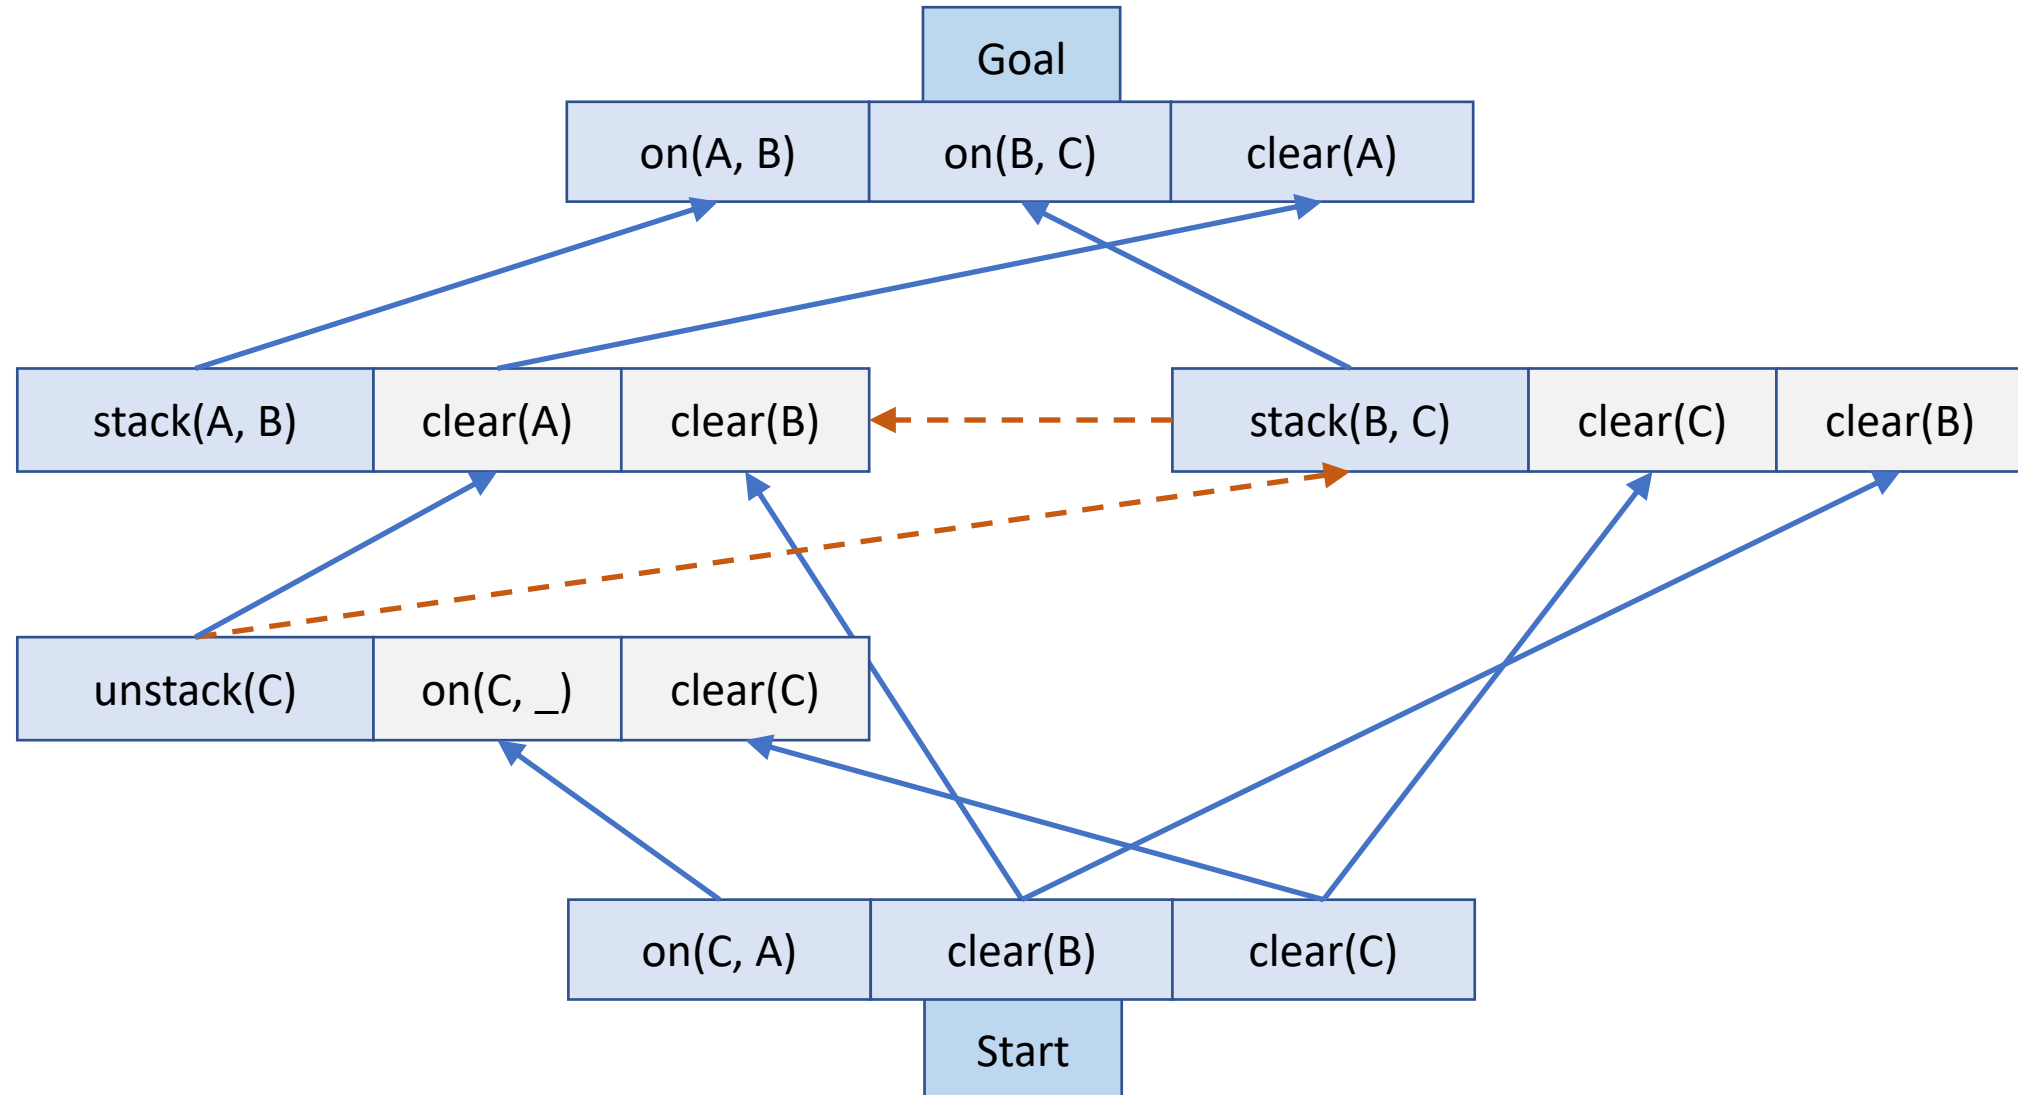 Goal
on(A, B) on(B, C) clear(A)
stack(A, B) clear(A) clear(B) stack(B, C) clear(C) clear(B)
unstack(C) on(C, _) clear(C)
on(C, A) clear(B) clear(C)
Start